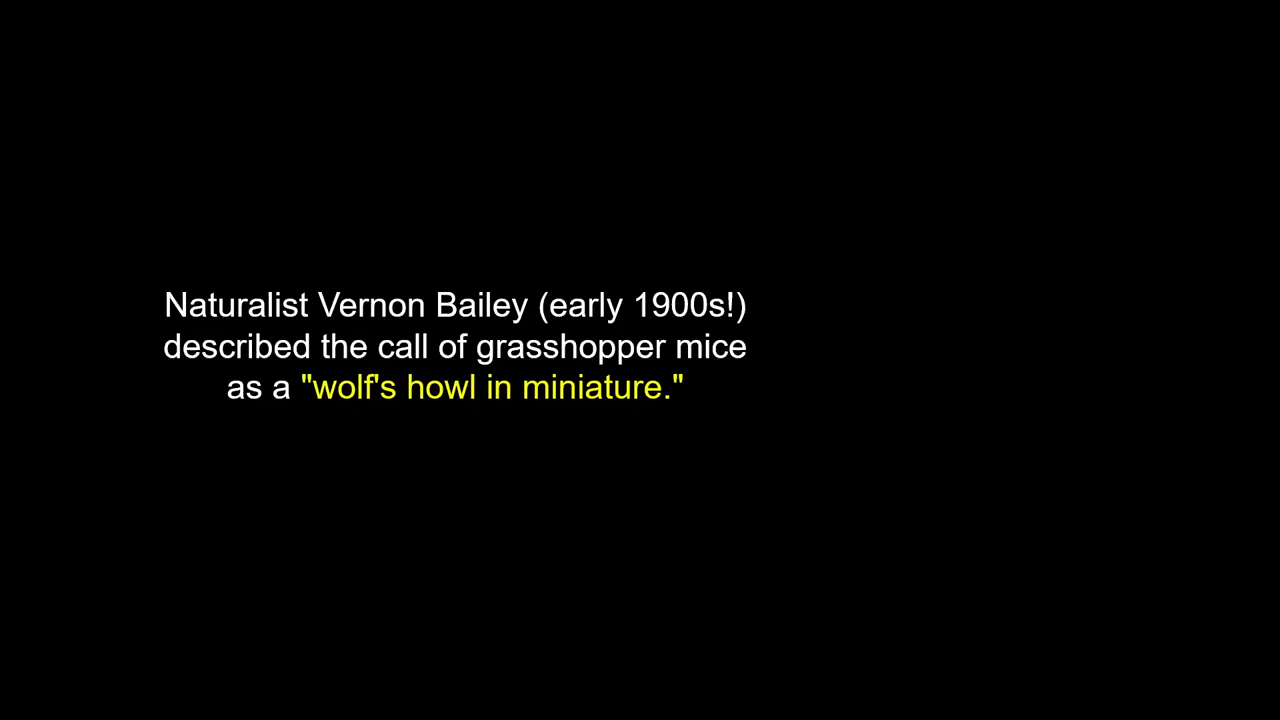 Naturalist Vernon Bailey (early 1900s!)
described the call of grasshopper mice
as a "wolf's howl in miniature."